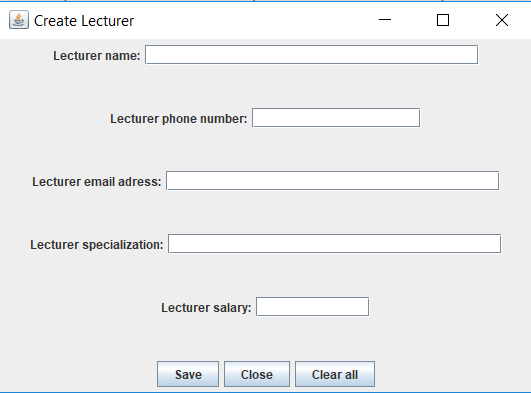 Create Lecturer
Lecturer name:
Lecturer phone number:
Lecturer email adress:
Lecturer specialization:
Lecturer salary:
Save Close Clear all